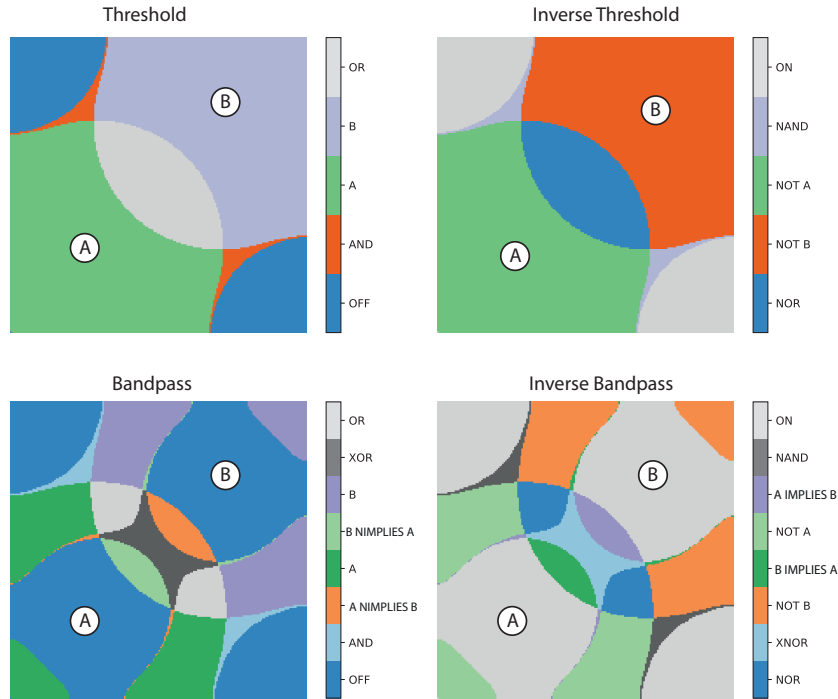 Threshold
B
A
OR
B
A
AND
OFF
Inverse Threshold
B
A
ON
NAND
NOT A
NOT B
NOR
Bandpass
B
A
OR
XOR
B
B NIMPLIES A
A
A NIMPLIES B
AND
OFF
Inverse Bandpass
B
A
ON
NAND
A IMPLIES B
NOT A
B IMPLIES A
NOT B
XNOR
NOR